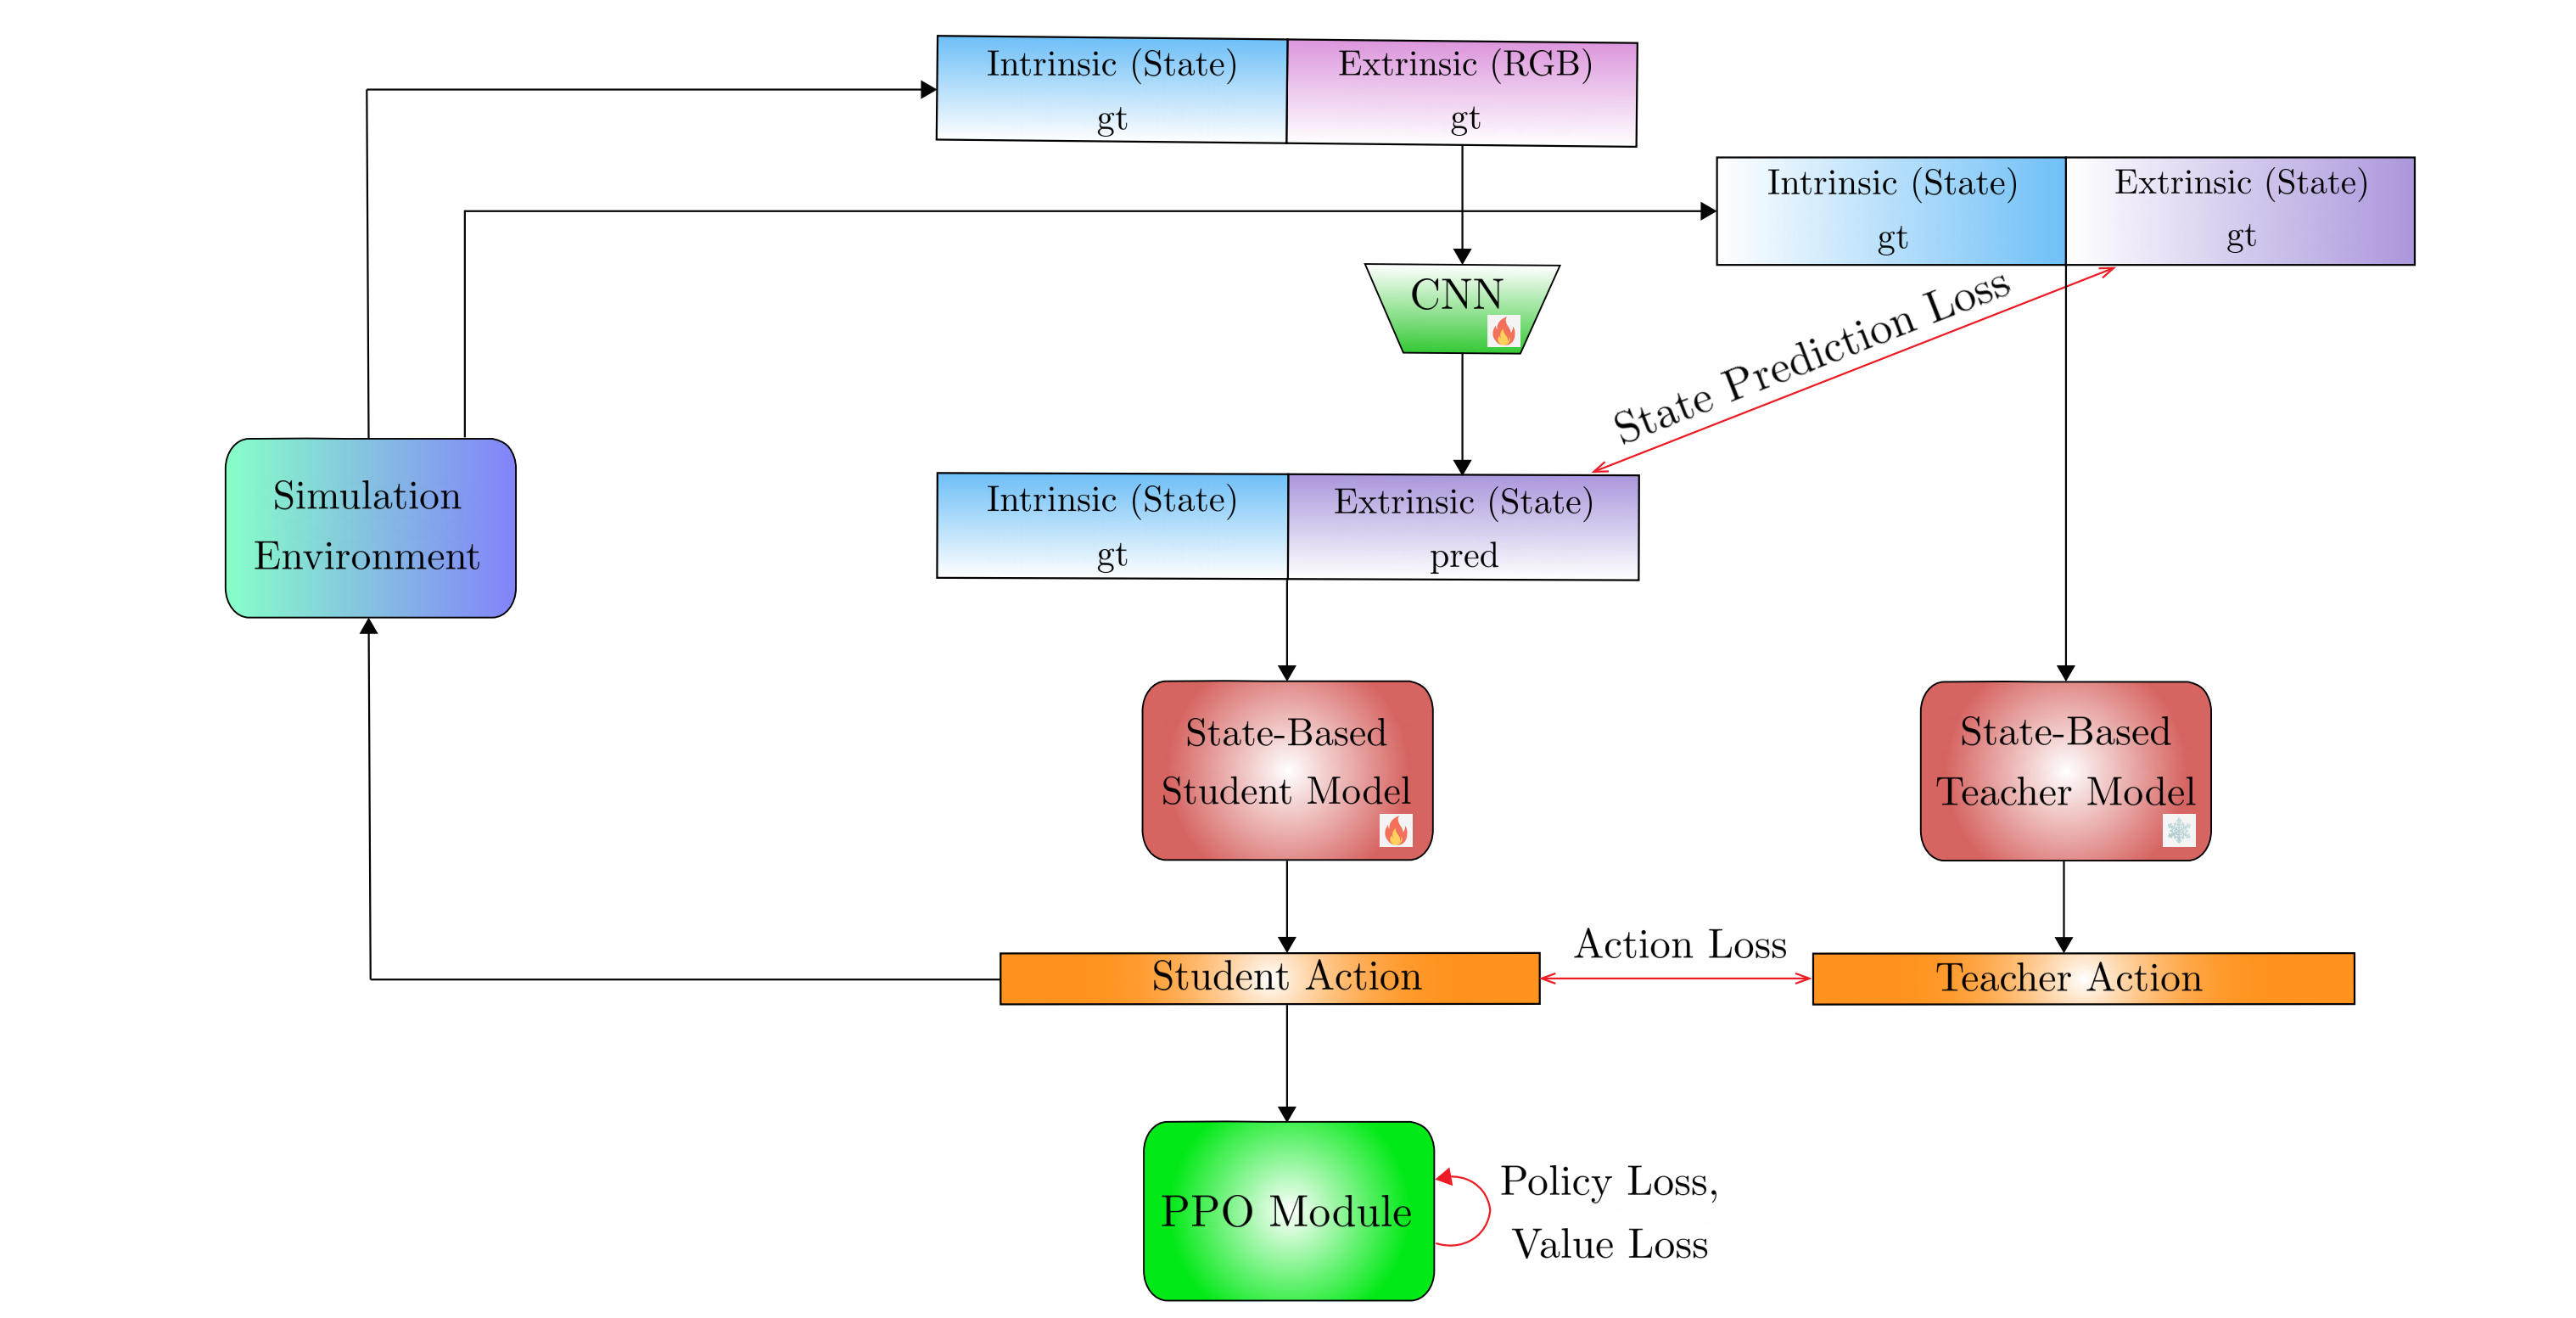 Intrinsic (State)
gt
Extrinsic (RGB)
gt
Intrinsic (State)
gt
Extrinsic (State)
gt
CNN
State Prediction Loss
Simulation
Environment
Intrinsic (State)
gt
Extrinsic (State)
pred
State-Based
Student Model
State-Based
Teacher Model
Student Action
Action Loss
Teacher Action
PPO Module
Policy Loss,
Value Loss